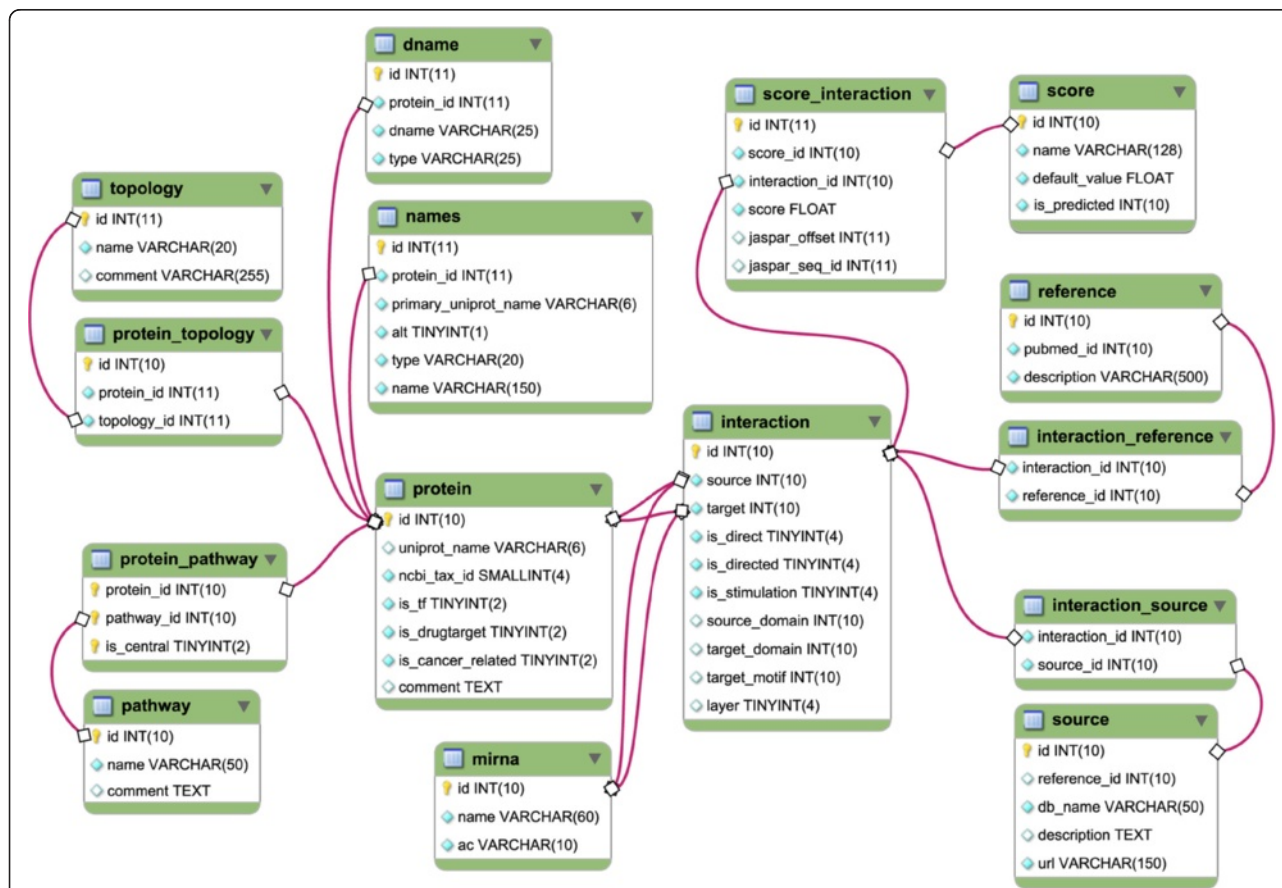 dname
id INT(11)
protein_id INT(11)
dname VARCHAR(25)
type VARCHAR(25)
topology
id INT(11)
name VARCHAR(20)
comment VARCHAR(255)
names
id INT(11)
protein_id INT(11)
primary_uniprot_name VARCHAR(6)
alt TINYINT(1)
type VARCHAR(20)
name VARCHAR(150)
protein_topology
id INT(10)
protein_id INT(11)
topology_id INT(11)
protein
id INT(10)
uniprot_name VARCHAR(6)
ncbi_tax_id SMALLINT(4)
is_tf TINYINT(2)
is_drugtarget TINYINT(2)
is_cancer_related TINYINT(2)
comment TEXT
protein_pathway
protein_id INT(10)
pathway_id INT(10)
is_central TINYINT(2)
pathway
id INT(10)
name VARCHAR(50)
comment TEXT
mirna
id INT(10)
name VARCHAR(60)
ac VARCHAR(10)
score_interaction
id INT(11)
score_id INT(10)
interaction_id INT(10)
score FLOAT
jaspar_offset INT(11)
jaspar_seq_id INT(11)
score
id INT(10)
name VARCHAR(128)
default_value FLOAT
is_predicted INT(10)
reference
id INT(10)
pubmed_id INT(10)
description VARCHAR(500)
interaction
id INT(10)
source INT(10)
target INT(10)
is_direct TINYINT(4)
is_directed TINYINT(4)
is_stimulation TINYINT(4)
source_domain INT(10)
target_domain INT(10)
target_motif INT(10)
layer TINYINT(4)
interaction_reference
interaction_id INT(10)
reference_id INT(10)
interaction_source
interaction_id INT(10)
source_id INT(10)
source
id INT(10)
reference_id INT(10)
db_name VARCHAR(50)
description TEXT
url VARCHAR(150)